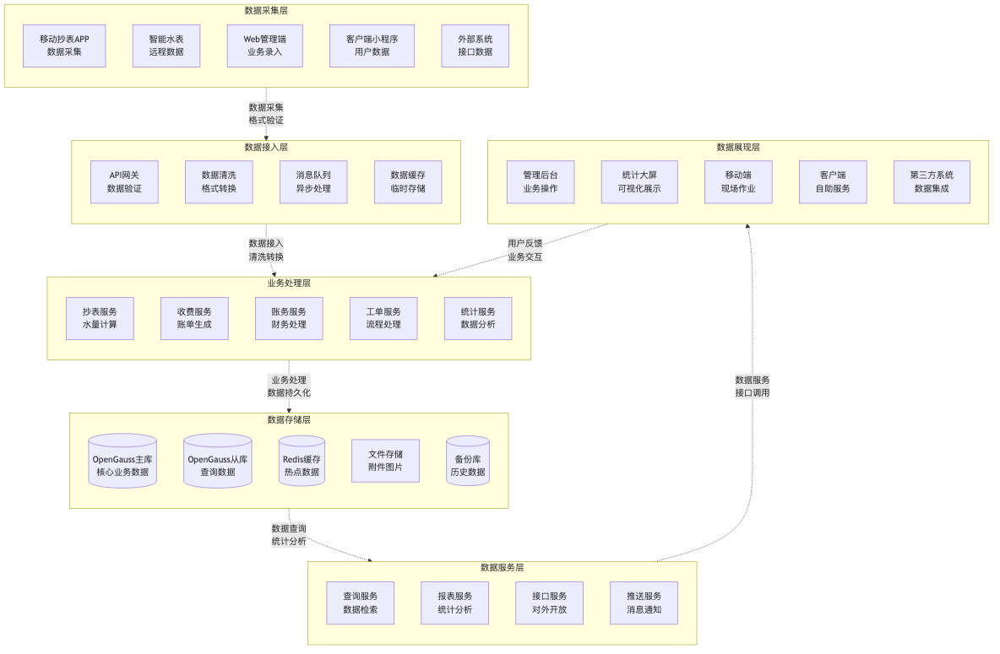 数据采集层
移动抄表APP
数据采集
智能水表
远程数据
Web管理端
业务录入
客户端小程序
用户数据
外部系统
接口数据
数据采集
格式验证
数据接入层
API网关
数据验证
数据清洗
格式转换
消息队列
异步处理
数据缓存
临时存储
数据展现层
管理后台
业务操作
统计大屏
可视化展示
移动端
现场作业
客户端
自助服务
第三方系统
数据集成
数据接入
清洗转换
用户反馈
业务交互
业务处理层
抄表服务
水量计算
收费服务
账单生成
账务服务
财务处理
工单服务
流程处理
统计服务
数据分析
业务处理
数据持久化
数据服务
接口调用
数据存储层
OpenGauss主库
核心业务数据
OpenGauss从库
查询数据
Redis缓存
热点数据
文件存储
附件图片
备份库
历史数据
数据查询
统计分析
数据服务层
查询服务
数据检索
报表服务
统计分析
接口服务
对外开放
推送服务
消息通知